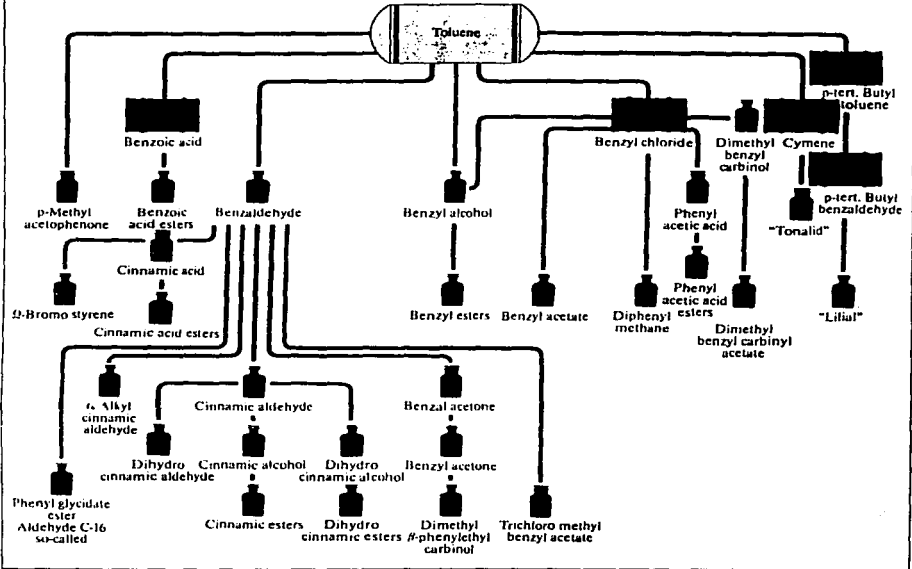 Toluene
p-tert. Butyl
toluene
Benzoic acid
Benzyl chloride
Dimethyl
benzyl
carbinol
Cymene
p-Methyl
acetophenone
Benzoic
acid esters
Benzaldehyde
Benzyl alcohol
Phenyl
acetic acid
"Tonalid"
p-tert. Butyl
benzaldehyde
Cinnamic acid
Ω-Bromo styrene
Cinnamic acid esters
Benzyl esters
Benzyl acetate
Diphenyl
methane
Phenyl
acetic acid
esters
Dimethyl
benzyl carbinyl
acetate
"Lilial"
α Alkyl
cinnamic
aldehyde
Cinnamic aldehyde
Benzal acetone
Dihydro
cinnamic aldehyde
Cinnamic alcohol
Dihydro
cinnamic alcohol
Benzyl acetone
Phenyl glycidate
ester
Aldehyde C-16
so-called
Cinnamic esters
Dihydro
cinnamic esters
Dimethyl
β-phenylethyl
carbinol
Trichloro methyl
benzyl acetate